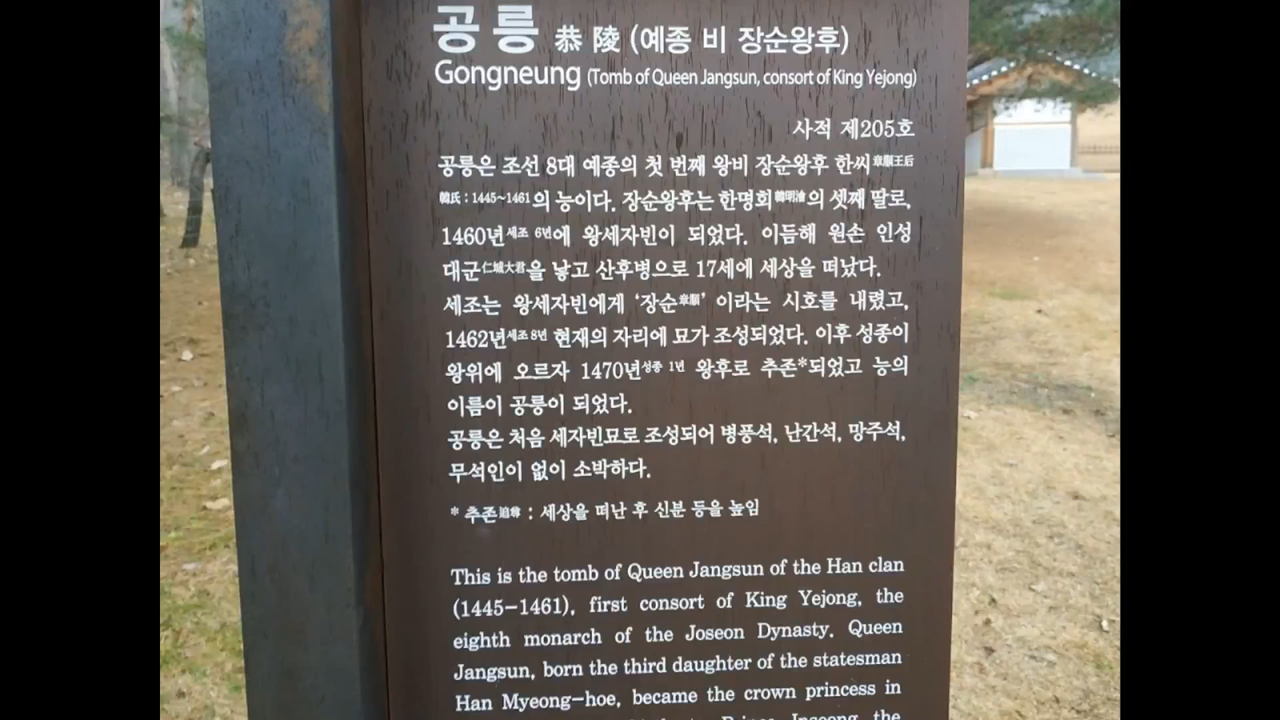 공릉 恭陵 (예종 비 장순왕후)
Gongneung (Tomb of Queen Jangsun, consort of King Yejong)
사적 제205호
공릉은 조선 8대 예종의 첫 번째 왕비 장순왕후 한씨章順王后
韓氏 : 1445~1461의 능이다. 장순왕후는 한명회韓明澮의 셋째 딸로,
1460년세조 6년에 왕세자빈이 되었다. 이듬해 원손 인성
대군仁城大君을 낳고 산후병으로 17세에 세상을 떠났다.
세조는 왕세자빈에게 ‘장순章順’ 이라는 시호를 내렸고,
1462년세조 8년 현재의 자리에 묘가 조성되었다. 이후 성종이
왕위에 오르자 1470년성종 1년 왕후로 추존*되었고 능의
이름이 공릉이 되었다.
공릉은 처음 세자빈묘로 조성되어 병풍석, 난간석, 망주석,
무석인이 없이 소박하다.
* 추존追尊 : 세상을 떠난 후 신분 등을 높임
This is the tomb of Queen Jangsun of the Han clan
(1445-1461), first consort of King Yejong, the
eighth monarch of the Joseon Dynasty. Queen
Jangsun, born the third daughter of the statesman
Han Myeong-hoe, became the crown princess in
Prince Inseong, the